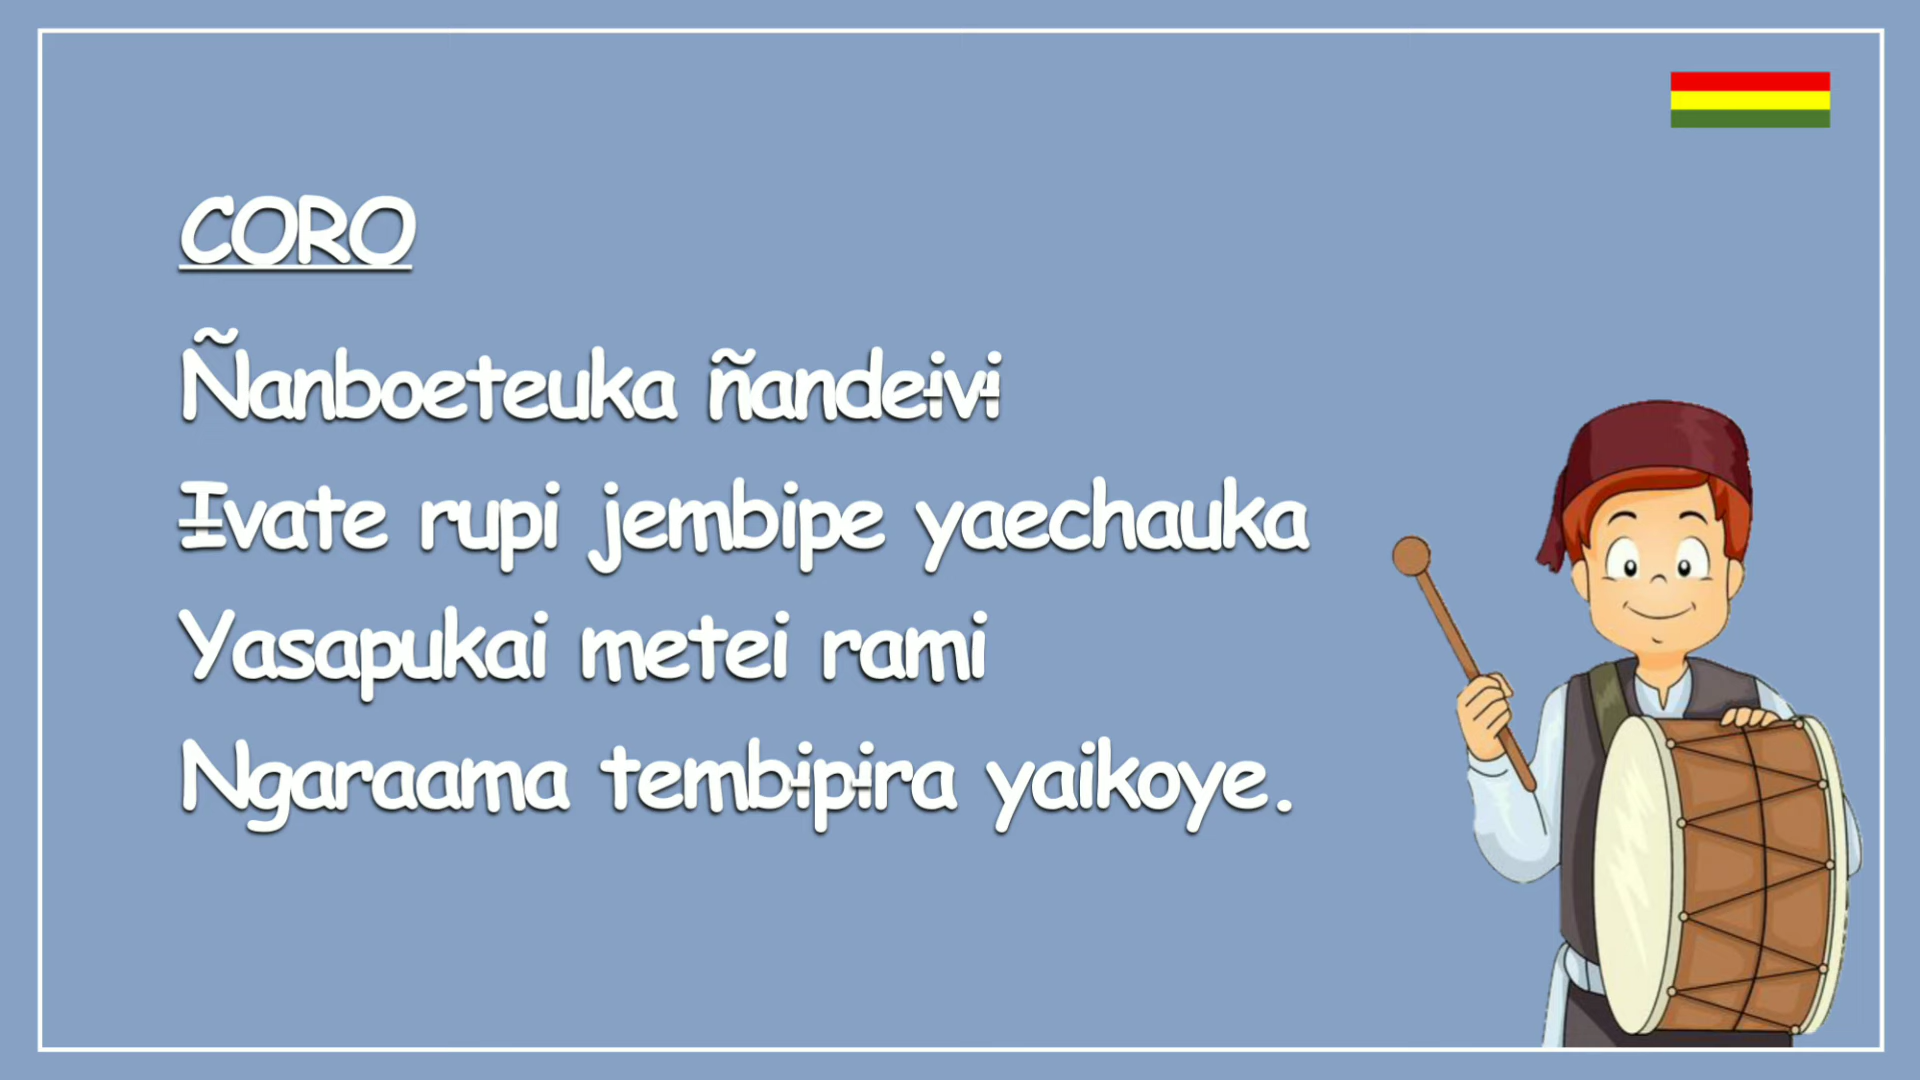 CORO
Ñanboeteuka ñandeɨvɨ
Ɨvate rupi jembipe yaechauka
Yasapukai metei rami
Ngaraama tembɨpɨra yaikoye.